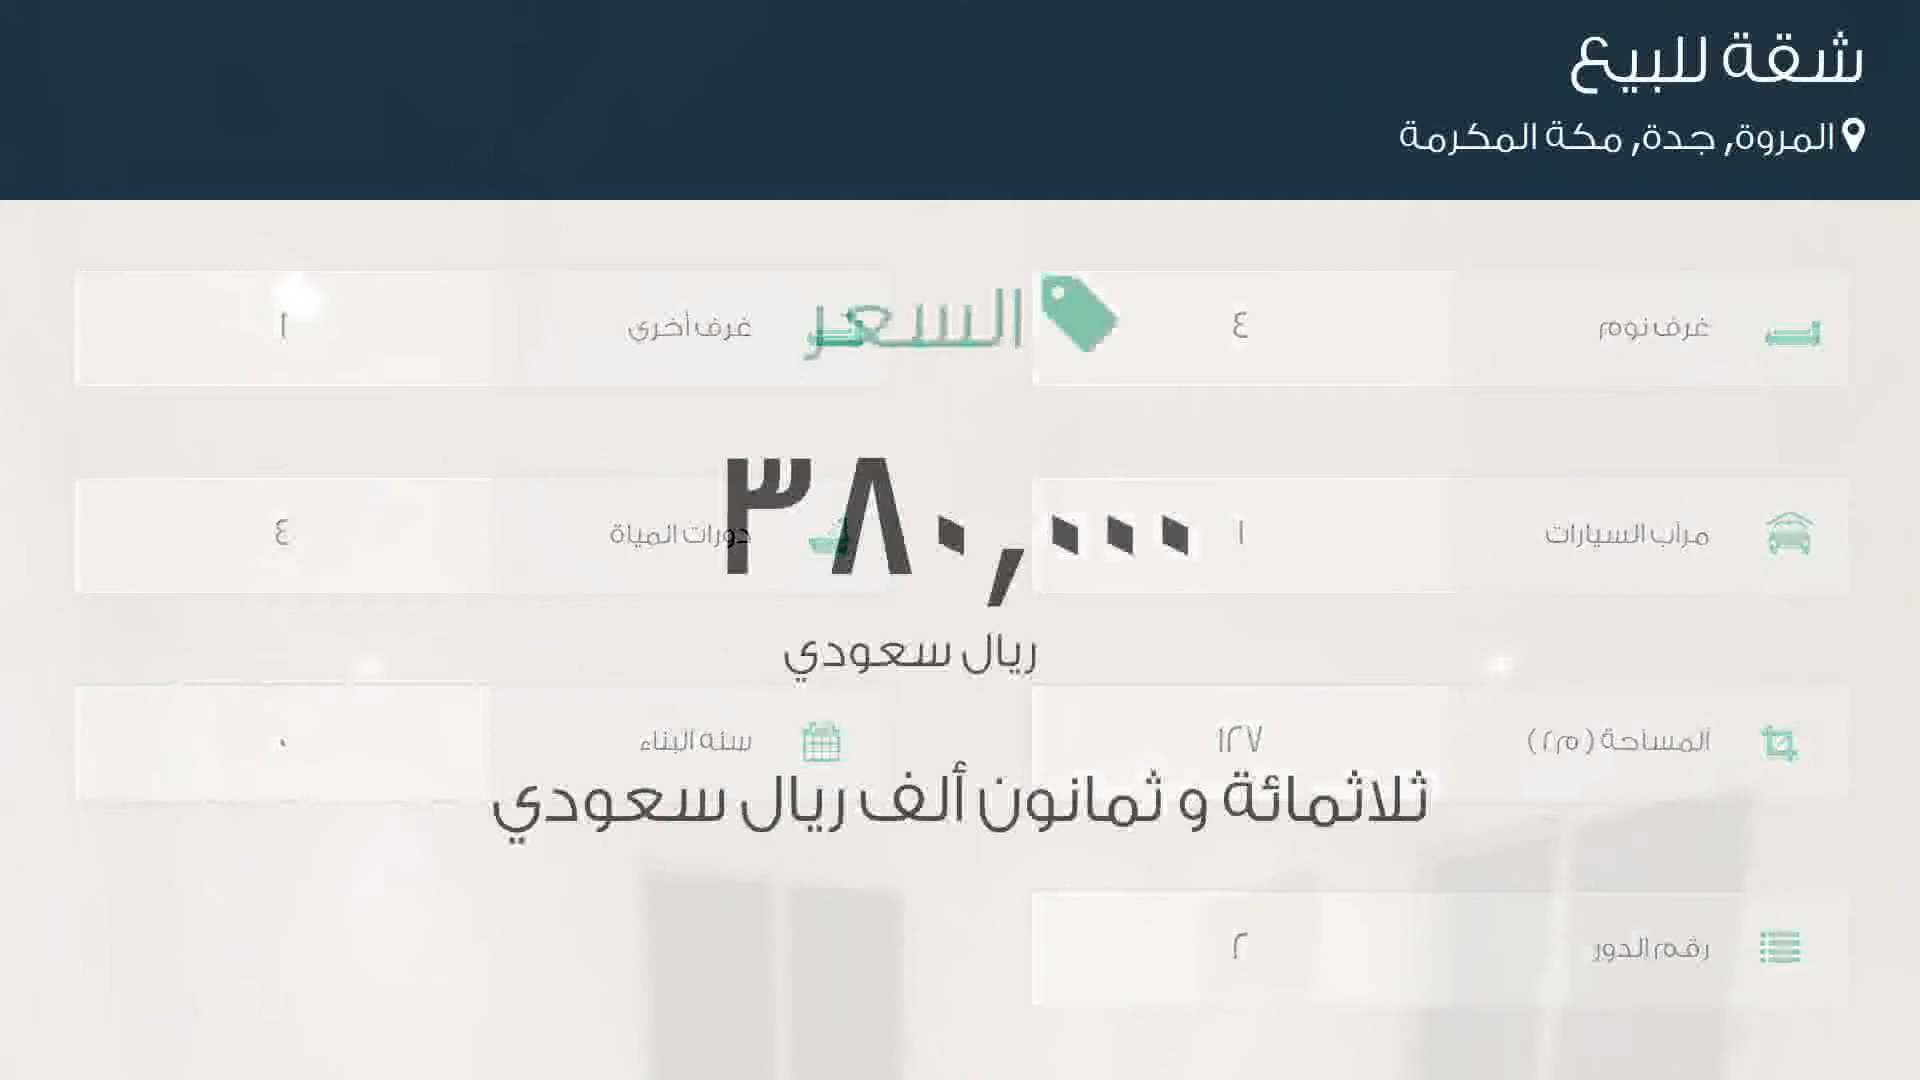 شقة للبيع
المروة, جدة, مكة المكرمة
السعر
غرف نوم ٤
غرف أخرى ١
٣٨٠,٠٠٠
مرآب السيارات ١
دورات المياة ٤
ريال سعودي
المساحة (م٢) ١٢٧
سنة البناء ٠
ثلاثمائة و ثمانون ألف ريال سعودي
رقم الدور ٢